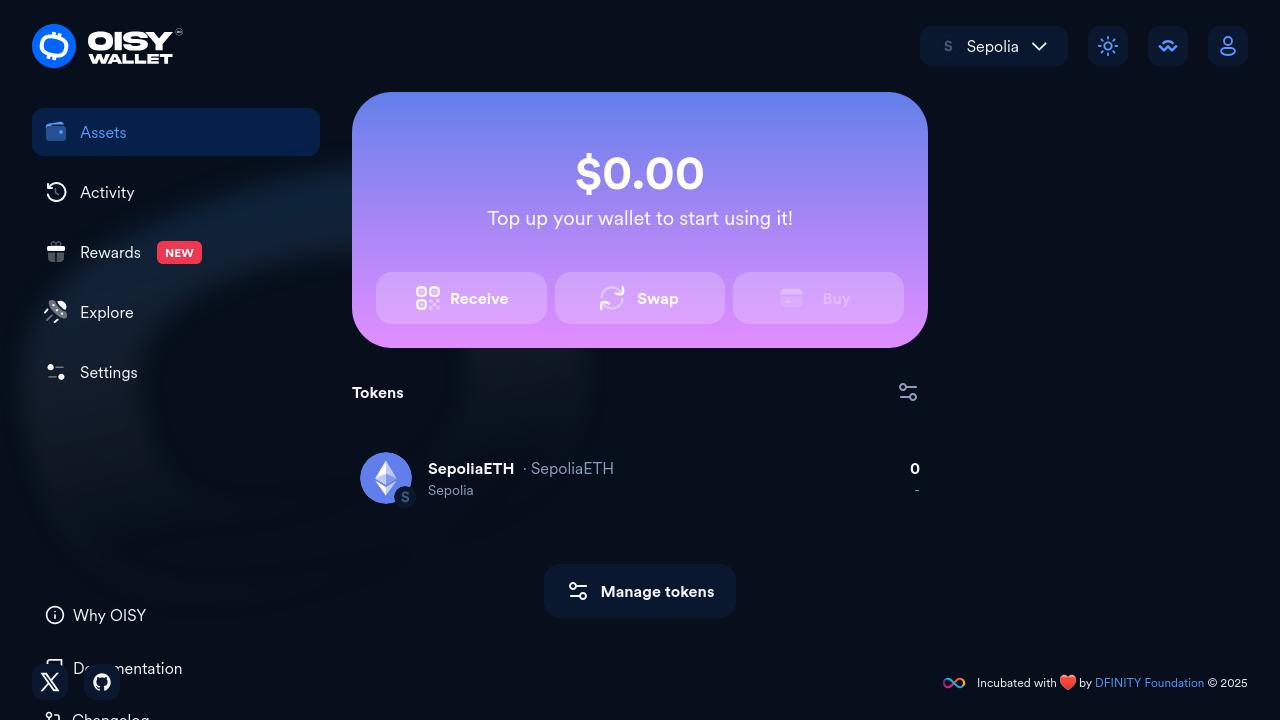 OISY
WALLET
S Sepolia
Assets
Activity
Rewards NEW
Explore
Settings
$0.00
Top up your wallet to start using it!
Receive
Swap
Buy
Tokens
SepoliaETH · SepoliaETH
Sepolia
S
0
-
Manage tokens
Why OISY
Documentation
Changelog
Incubated with ❤️ by DFINITY Foundation © 2025